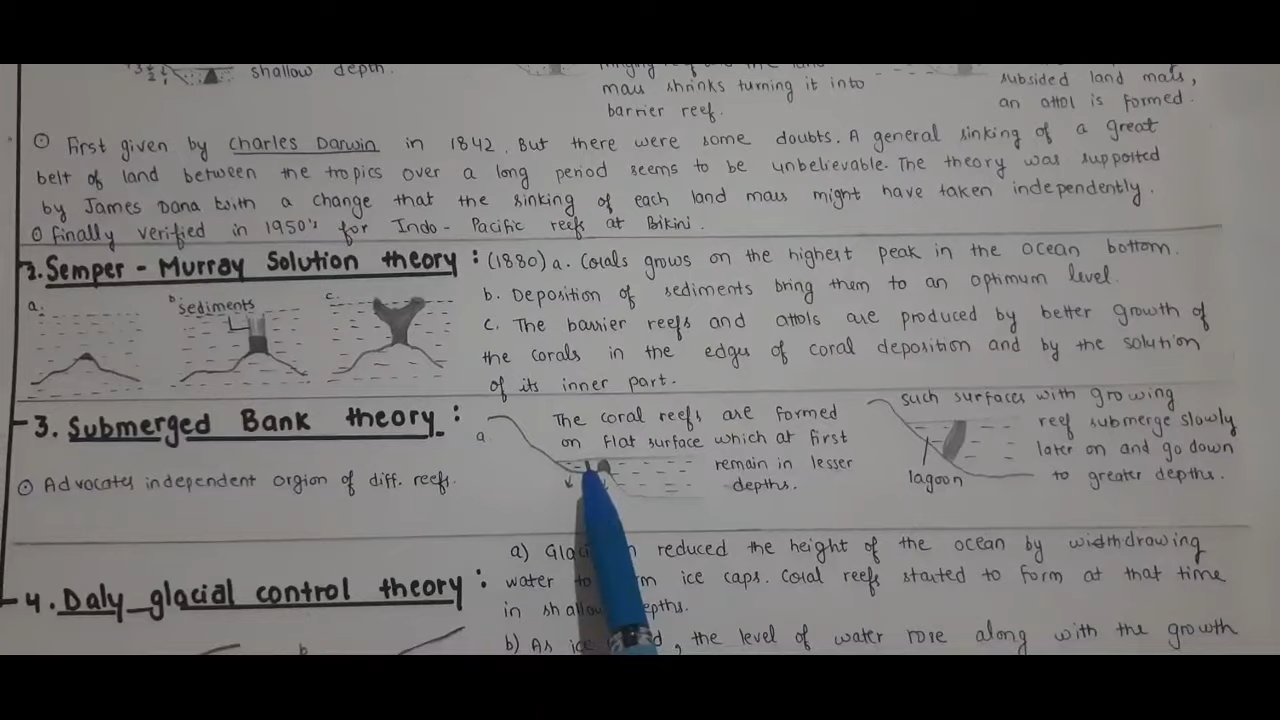 shallow depth.
mass shrinks turning it into
barrier reef.
subsided land mass,
an attol is formed.
⊙ First given by Charles Darwin in 1842. But there were some doubts. A general sinking of a great
belt of land between the tropics over a long period seems to be unbelievable. The theory was supported
by James Dana with a change that the sinking of each land mass might have taken independently.
⊙ Finally verified in 1950's for Indo-Pacific reefs at Bikini.
2. Semper-Murray Solution theory : (1880) a. Corals grows on the highest peak in the ocean bottom.
b. Deposition of sediments bring them to an optimum level.
c. The barrier reefs and attols are produced by better growth of
the corals in the edges of coral deposition and by the solution
of its inner part.
a.
b Sediments
c.
3. Submerged Bank theory :
⊙ Advocates independent orgion of diff. reefs.
a.
The coral reefs are formed
on flat surface which at first
remain in lesser
depths.
such surfaces with growing
reef submerge slowly
later on and go down
to greater depths.
lagoon
4. Daly glacial control theory :
a) reduced the height of the ocean by widthdrawing
water to ice caps. Coral reefs started to form at that time
in
b) As ice , the level of water rose along with the growth
b